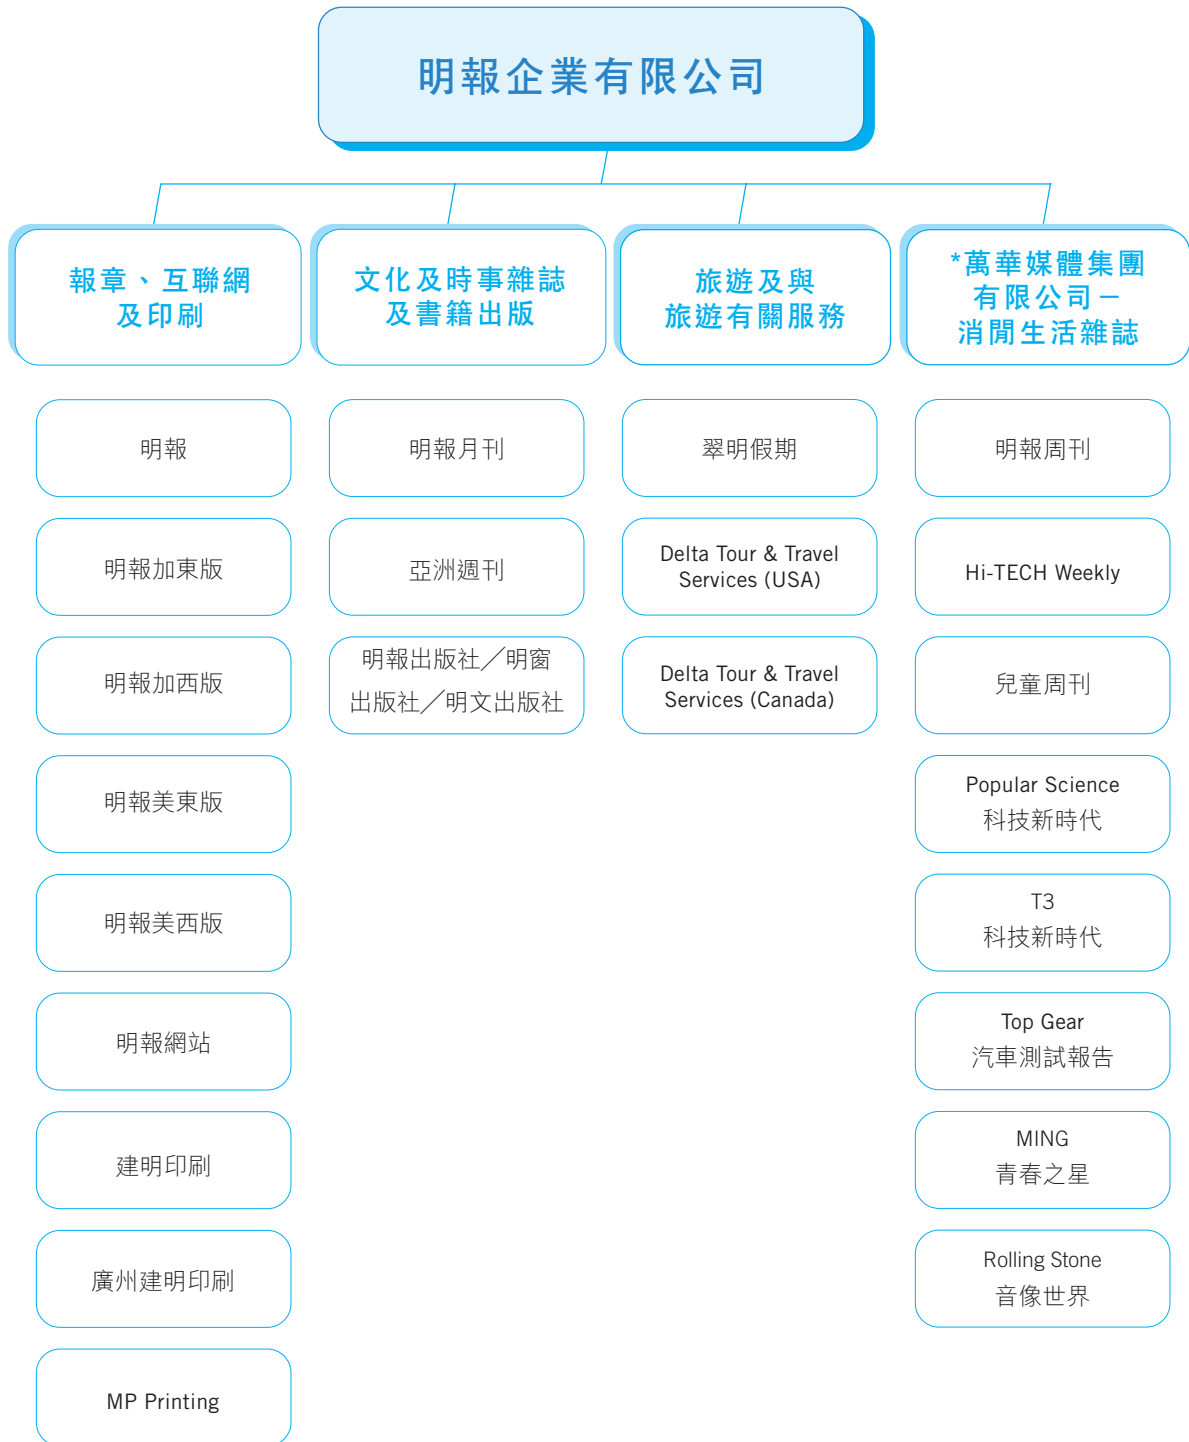 明報企業有限公司
報章、互聯網
及印刷
文化及時事雜誌
及書籍出版
旅遊及與
旅遊有關服務
*萬華媒體集團
有限公司－
消閒生活雜誌
明報
明報加東版
明報加西版
明報美東版
明報美西版
明報網站
建明印刷
廣州建明印刷
MP Printing
明報月刊
亞洲週刊
明報出版社╱明窗
出版社╱明文出版社
翠明假期
Delta Tour & Travel
Services (USA)
Delta Tour & Travel
Services (Canada)
明報周刊
Hi-TECH Weekly
兒童周刊
Popular Science
科技新時代
T3
科技新時代
Top Gear
汽車測試報告
MING
青春之星
Rolling Stone
音像世界